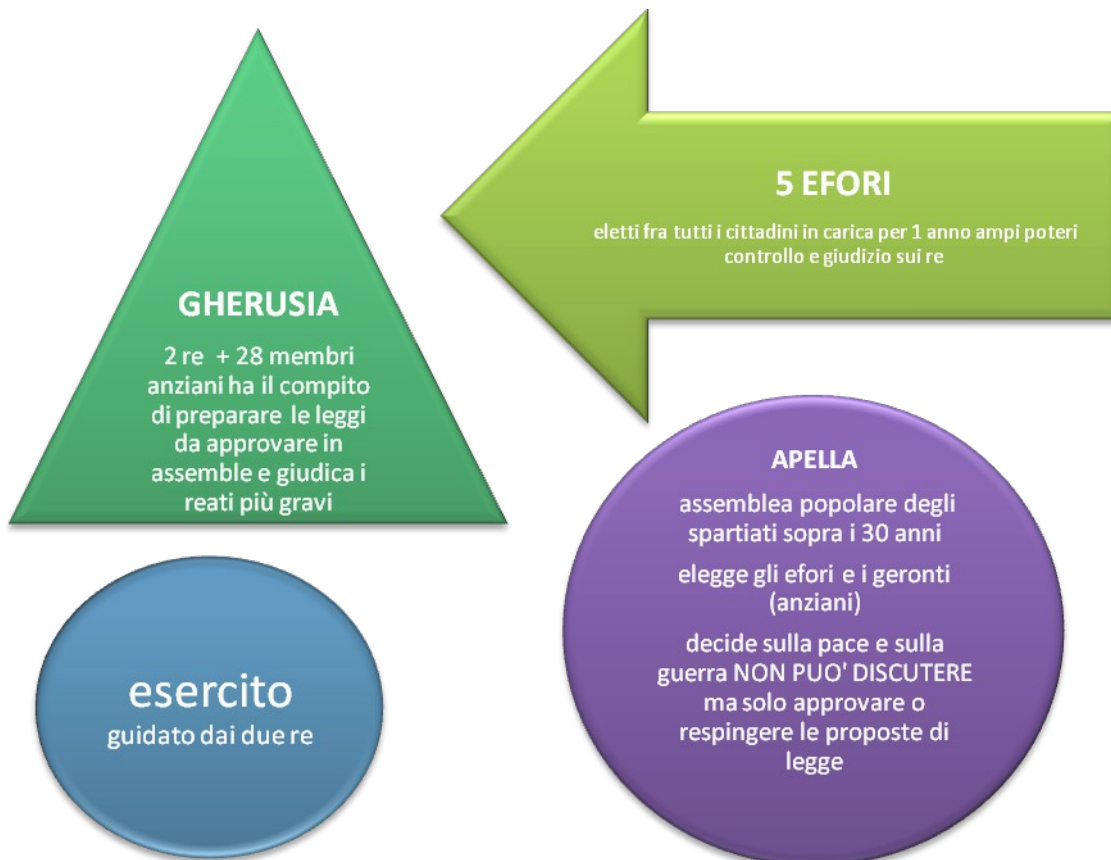 GHERUSIA
2 re + 28 membri
anziani ha il compito
di preparare le leggi
da approvare in
assemble e giudica i
reati più gravi
5 EFORI
eletti fra tutti i cittadini in carica per 1 anno ampi poteri
controllo e giudizio sui re
esercito
guidato dai due re
APELLA
assemblea popolare degli
spartiati sopra i 30 anni
elegge gli efori e i geronti
(anziani)
decide sulla pace e sulla
guerra NON PUO' DISCUTERE
ma solo approvare o
respingere le proposte di
legge